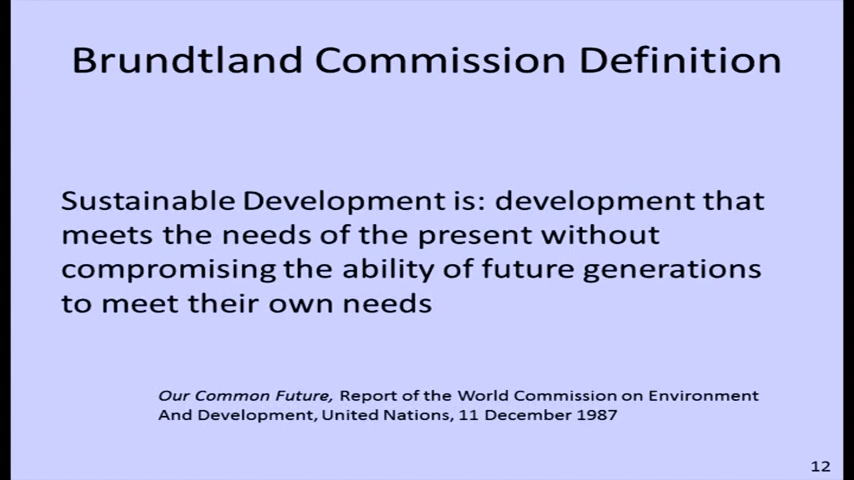 Brundtland Commission Definition
Sustainable Development is: development that
meets the needs of the present without
compromising the ability of future generations
to meet their own needs
Our Common Future, Report of the World Commission on Environment
And Development, United Nations, 11 December 1987
12